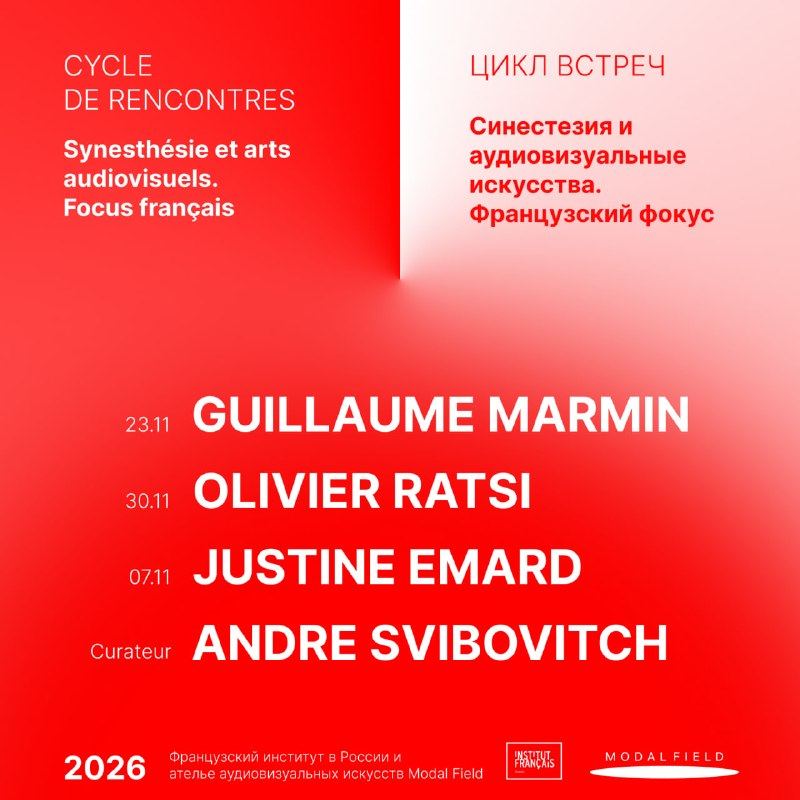 CYCLE
DE RENCONTRES
Synesthésie et arts
audiovisuels.
Focus français
ЦИКЛ ВСТРЕЧ
Синестезия и
аудиовизуальные
искусства.
Французский фокус
23.11 GUILLAUME MARMIN
30.11 OLIVIER RATSI
07.11 JUSTINE EMARD
Curateur ANDRE SVIBOVITCH
2026
Французский институт в России и
ателье аудиовизуальных искусств Modal Field
INSTITUT
FRANÇAIS
MODAL FIELD